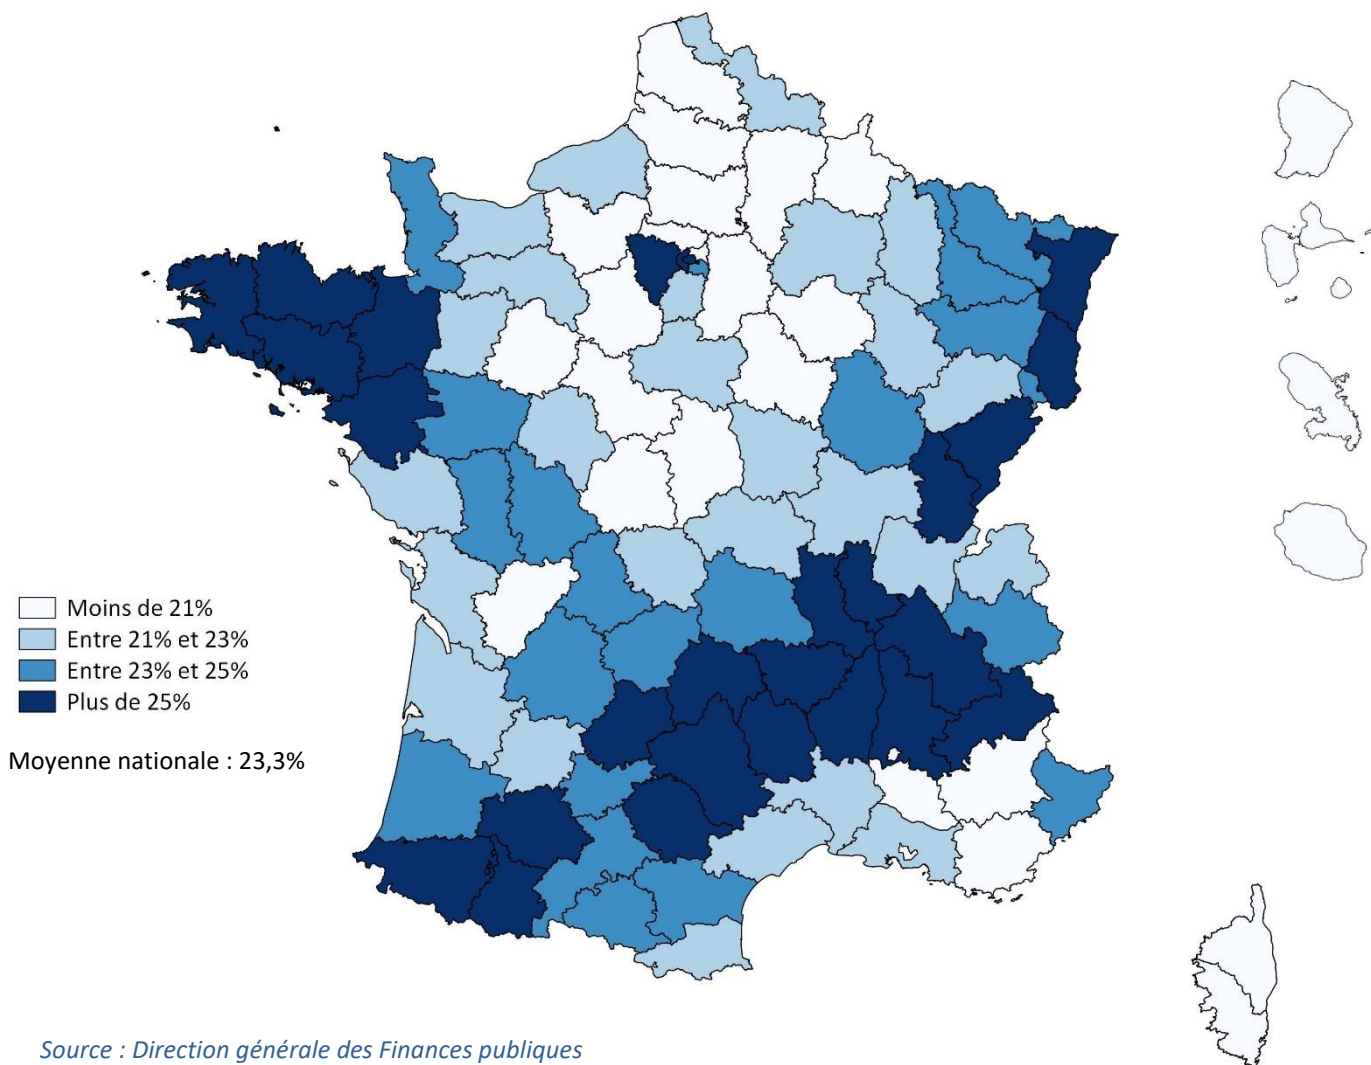 Moins de 21%
Entre 21% et 23%
Entre 23% et 25%
Plus de 25%
Moyenne nationale : 23,3%
Source : Direction générale des Finances publiques